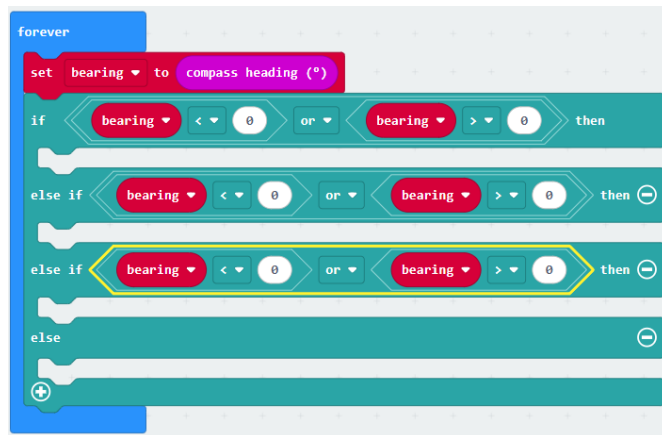 forever
set bearing to compass heading (°)
if bearing < 0 or bearing > 0 then
else if bearing < 0 or bearing > 0 then
else if bearing < 0 or bearing > 0 then
else